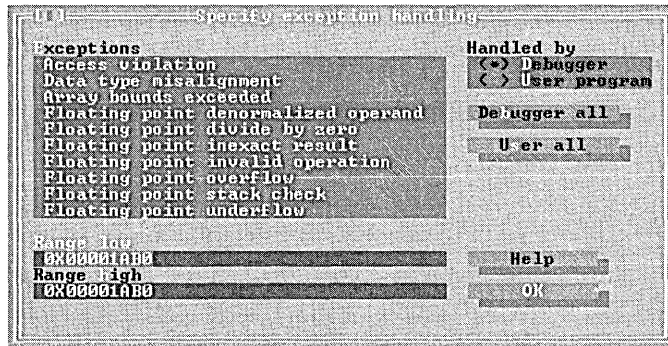 Specify exception handling
Exceptions
Access violation
Data type misalignment
Array bounds exceeded
Floating point denormalized operand
Floating point divide by zero
Floating point inexact result
Floating point invalid operation
Floating point overflow
Floating point stack check
Floating point underflow
Range low
0X00001AB0
Range high
0X00001AB0
Handled by
(•) Debugger
( ) User program
Debugger all
User all
Help
OK